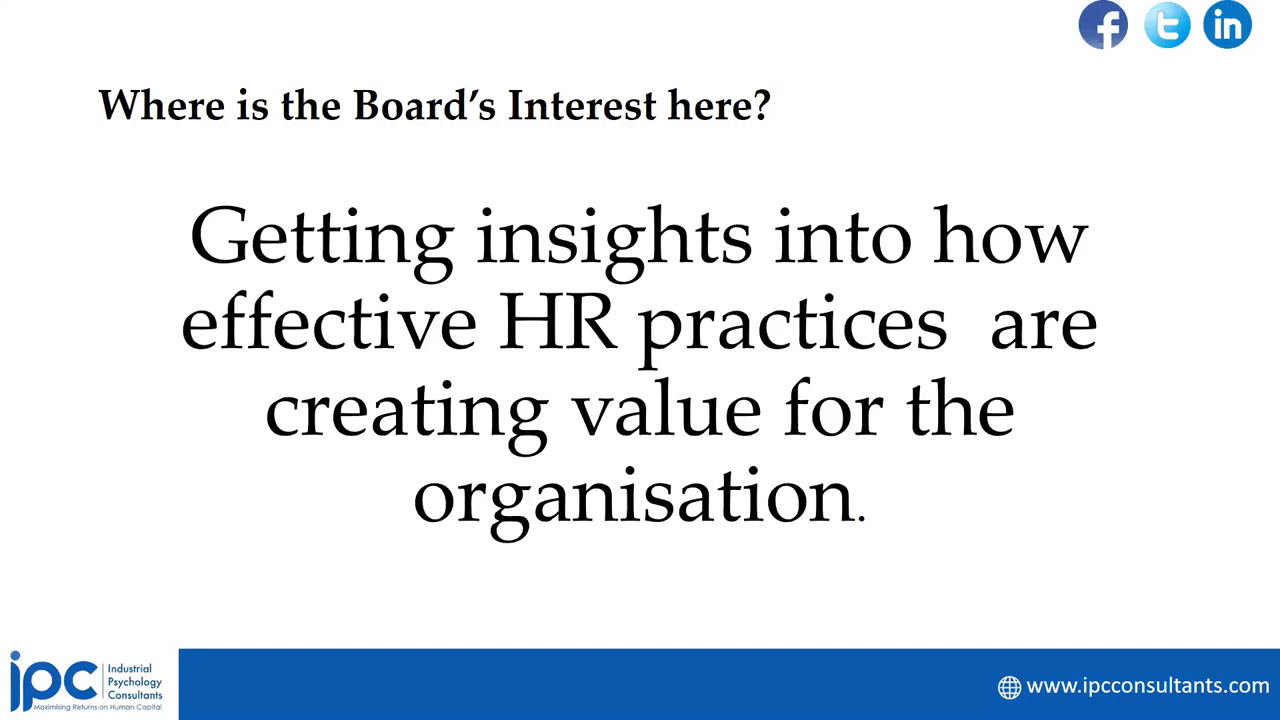 Where is the Board’s Interest here?
Getting insights into how
effective HR practices  are
creating value for the
organisation.
ipc
Industrial
Psychology
Consultants
Maximising Returns on Human Capital
www.ipcconsultants.com